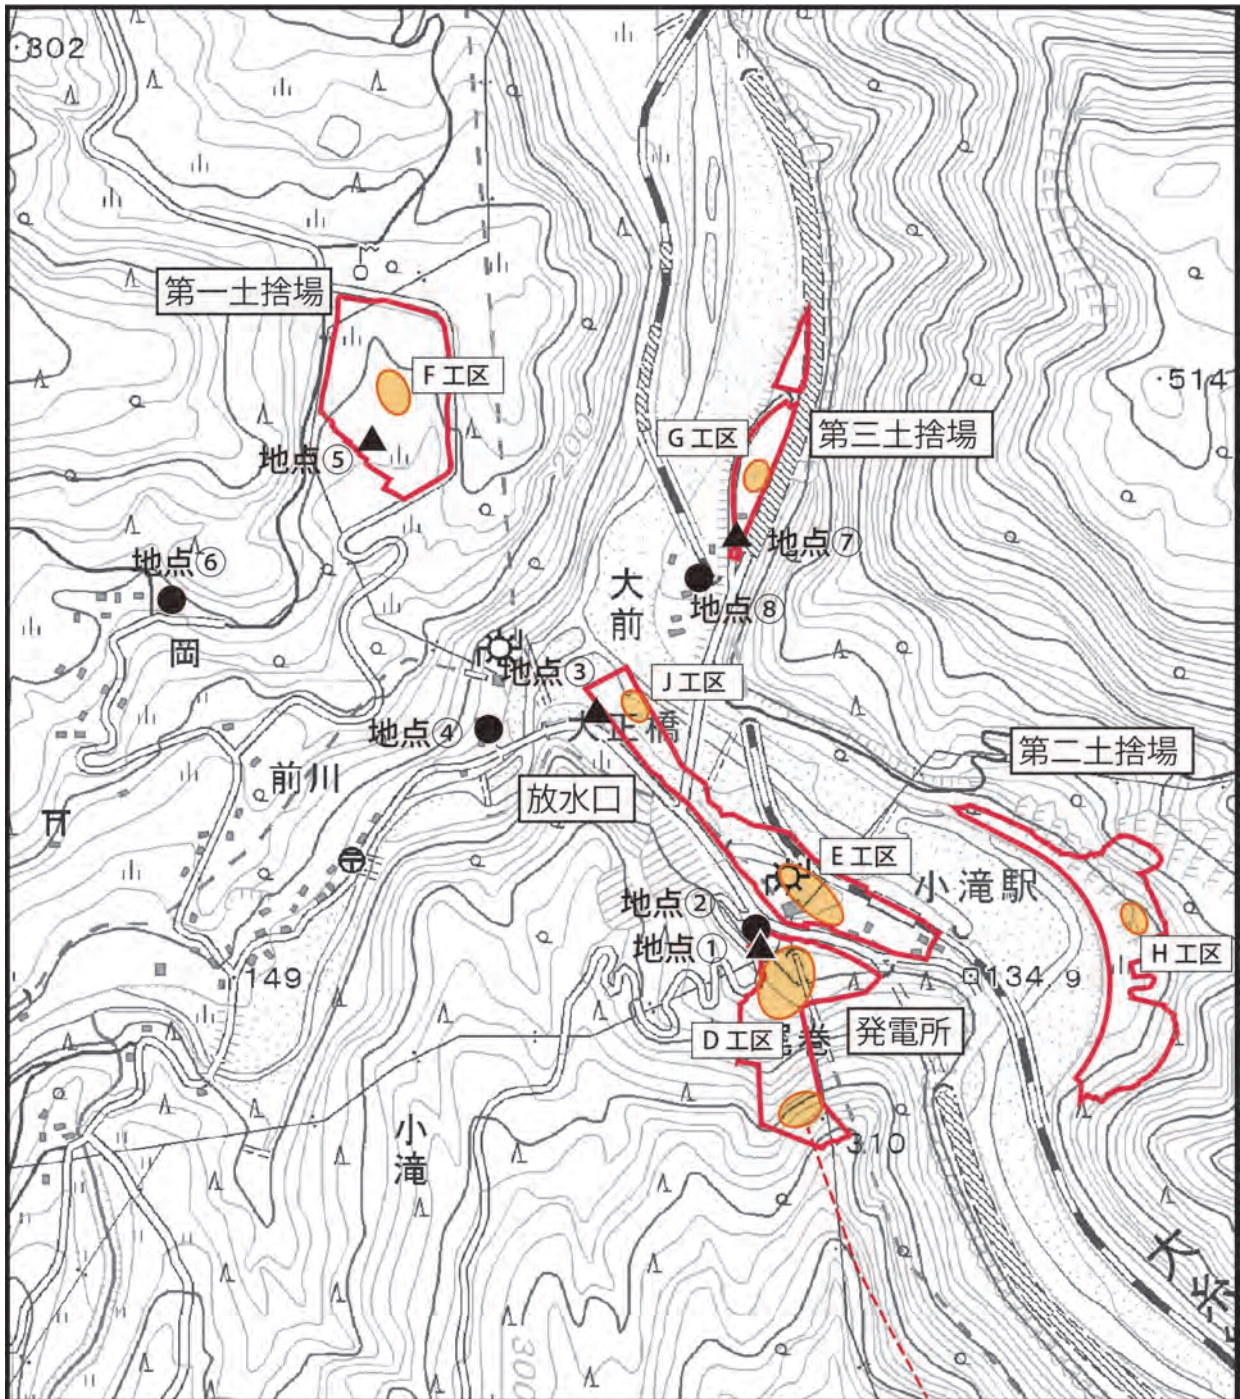 302
第一土捨場
F工区
514
G工区
第三土捨場
200
地点⑤
地点⑥
地点⑦
大前
地点⑧
岡
地点③
J工区
大正橋
地点④
第二土捨場
前川
放水口
E工区
小滝駅
地点②
地点①
149
134.9
H工区
D工区
発電所
小滝
310
300
大